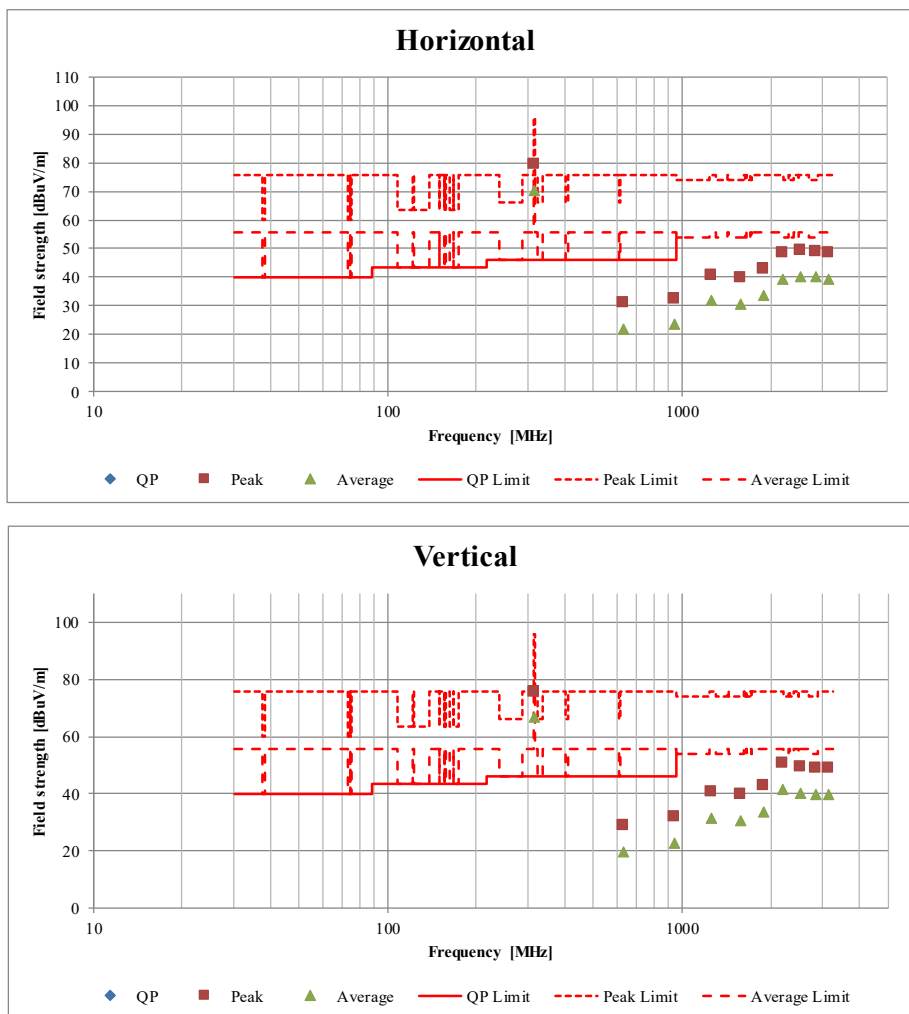 Horizontal
110
100
90
80
70
60
50
40
30
20
10
0
Field strength [dBuV/m]
10 100 1000
Frequency [MHz]
QP Peak Average QP Limit Peak Limit Average Limit
Vertical
100
80
60
40
20
0
Field strength [dBuV/m]
10 100 1000
Frequency [MHz]
QP Peak Average QP Limit Peak Limit Average Limit